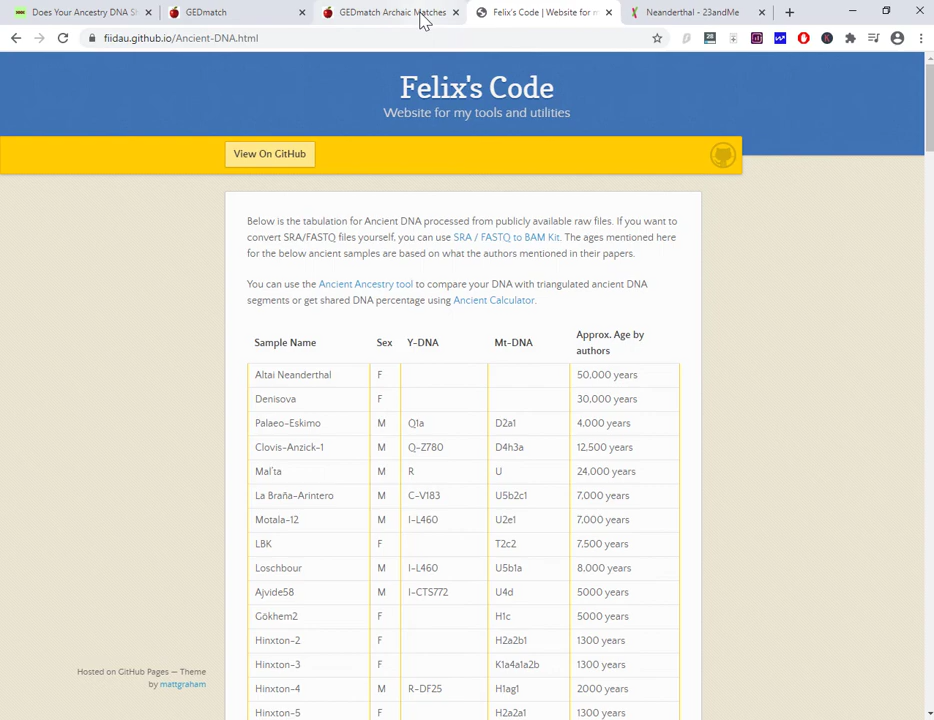 Does Your Ancestry DNA S
GEDmatch
GEDmatch Archaic Matches
Felix's Code | Website for m
Neanderthal - 23andMe
fiidau.github.io/Ancient-DNA.html
Felix's Code
Website for my tools and utilities
View On GitHub
Below is the tabulation for Ancient DNA processed from publicly available raw files. If you want
to convert SRA/FASTQ files yourself, you can use SRA / FASTQ to BAM Kit. The ages mentioned here
for the below ancient samples are based on what the authors mentioned in their papers.
You can use the Ancient Ancestry tool to compare your DNA with triangulated ancient DNA
segments or get shared DNA percentage using Ancient Calculator.
Sample Name Sex Y-DNA Mt-DNA Approx. Age by
authors
Altai Neanderthal F 50,000 years
Denisova F 30,000 years
Palaeo-Eskimo M Q1a D2a1 4,000 years
Clovis-Anzick-1 M Q-Z780 D4h3a 12,500 years
Mal'ta M R U 24,000 years
La Braña-Arintero M C-V183 U5b2c1 7,000 years
Motala-12 M I-L460 U2e1 7,000 years
LBK F T2c2 7,500 years
Loschbour M I-L460 U5b1a 8,000 years
Ajvide58 M I-CTS772 U4d 5000 years
Gökhem2 F H1c 5000 years
Hinxton-2 F H2a2b1 1300 years
Hinxton-3 F K1a4a1a2b 1300 years
Hinxton-4 M R-DF25 H1ag1 2000 years
Hinxton-5 F H2a2a1 1300 years
Hosted on GitHub Pages — Theme
by mattgraham